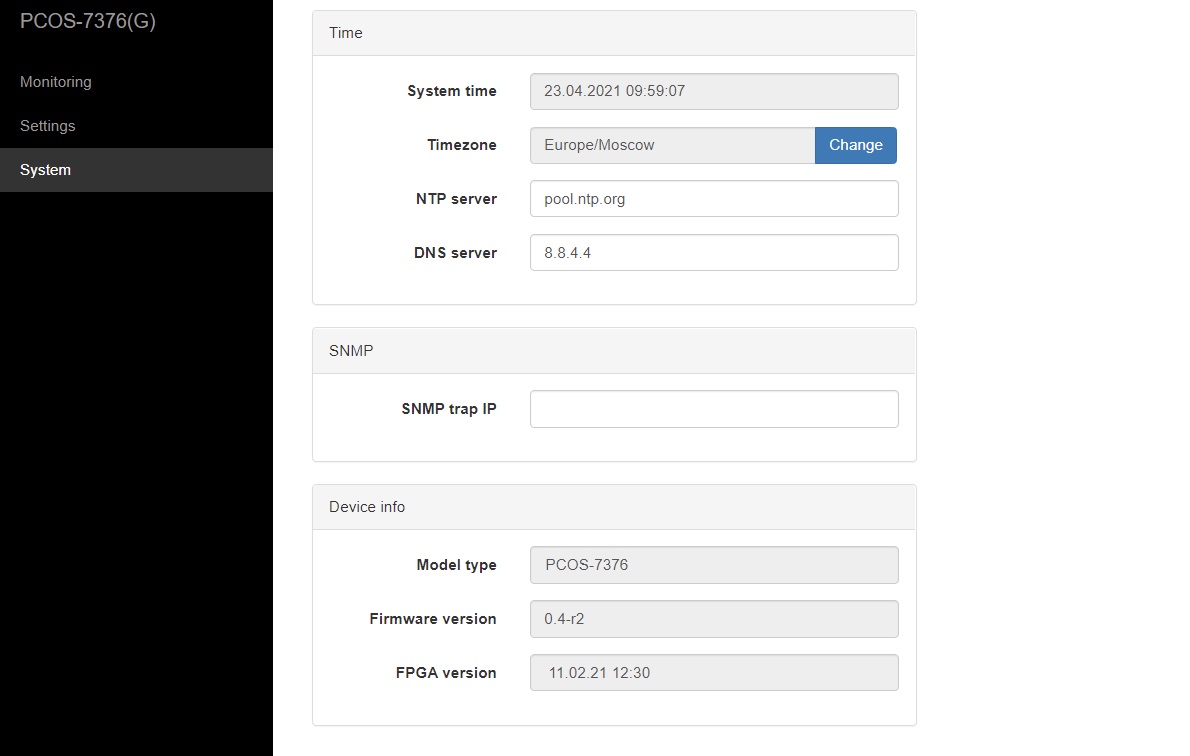 PCOS-7376(G)
Monitoring
Settings
System
Time
System time 23.04.2021 09:59:07
Timezone Europe/Moscow Change
NTP server pool.ntp.org
DNS server 8.8.4.4
SNMP
SNMP trap IP
Device info
Model type PCOS-7376
Firmware version 0.4-r2
FPGA version 11.02.21 12:30